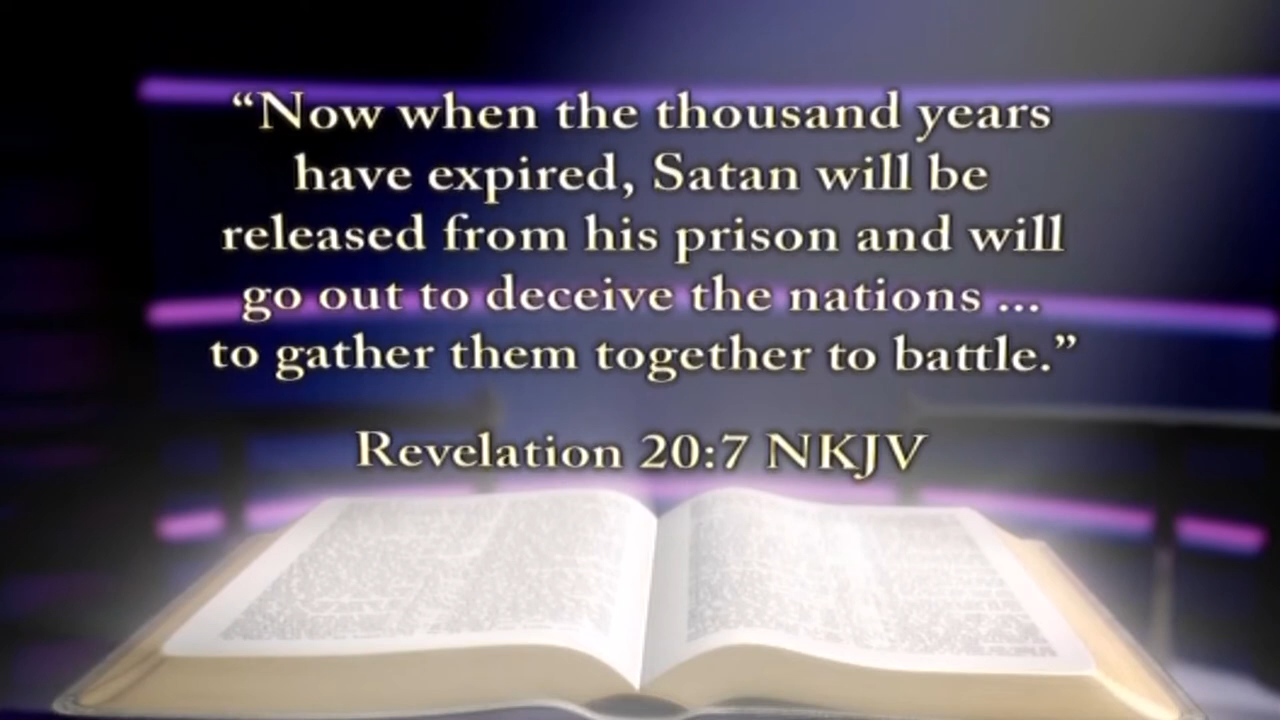 “Now when the thousand years
have expired, Satan will be
released from his prison and will
go out to deceive the nations ...
to gather them together to battle.”
Revelation 20:7 NKJV